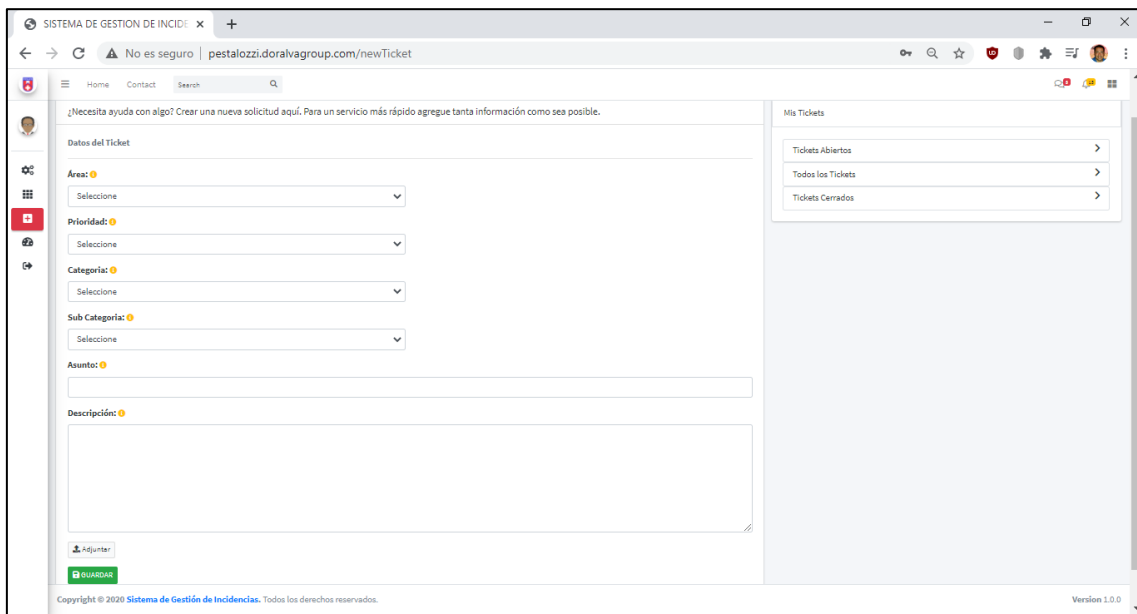 SISTEMA DE GESTION DE INCIDE
No es seguro | pestalozzi.doralvagroup.com/newTicket
Home Contact Search
¿Necesita ayuda con algo? Crear una nueva solicitud aquí. Para un servicio más rápido agregue tanta información como sea posible.
Datos del Ticket
Área:
Seleccione
Prioridad:
Seleccione
Categoria:
Seleccione
Sub Categoria:
Seleccione
Asunto:
Descripción:
Adjuntar
GUARDAR
Mis Tickets
Tickets Abiertos
Todos los Tickets
Tickets Cerrados
Copyright © 2020 Sistema de Gestión de Incidencias. Todos los derechos reservados.
Version 1.0.0